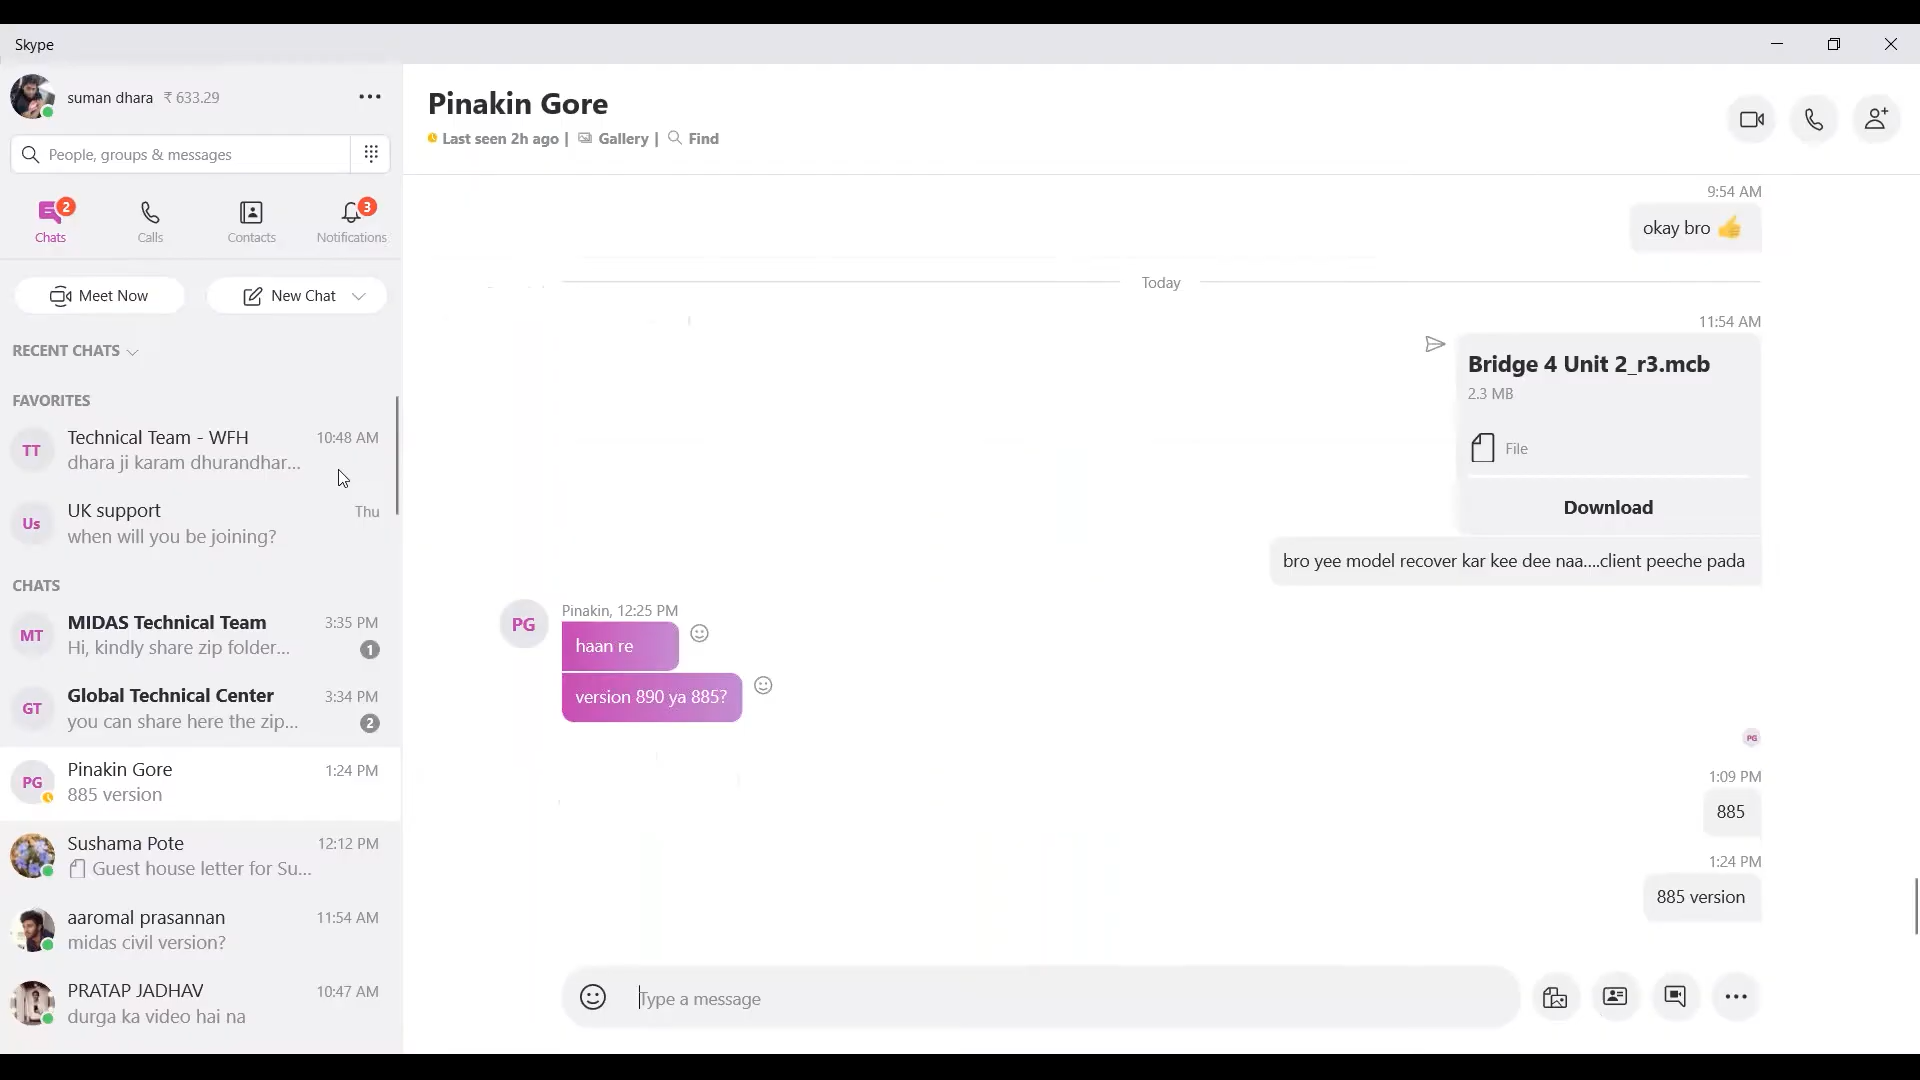 Skype
suman dhara ₹ 633.29
People, groups & messages
2
3
Chats
Calls
Contacts
Notifications
Meet Now
New Chat
RECENT CHATS
FAVORITES
TT
Technical Team - WFH 10:48 AM
dhara ji karam dhurandhar...
Us
UK support Thu
when will you be joining?
CHATS
MT
MIDAS Technical Team 3:35 PM
Hi, kindly share zip folder... 1
GT
Global Technical Center 3:34 PM
you can share here the zip... 2
PG
Pinakin Gore 1:24 PM
885 version
Sushama Pote 12:12 PM
Guest house letter for Su...
aaromal prasannan 11:54 AM
midas civil version?
PRATAP JADHAV 10:47 AM
durga ka video hai na
Pinakin Gore
Last seen 2h ago | Gallery | Find
9:54 AM
okay bro 👍
Today
11:54 AM
Bridge 4 Unit 2_r3.mcb
2.3 MB
File
Download
bro yee model recover kar kee dee naa....client peeche pada
PG
Pinakin, 12:25 PM
haan re
version 890 ya 885?
PG
1:09 PM
885
1:24 PM
885 version
Type a message